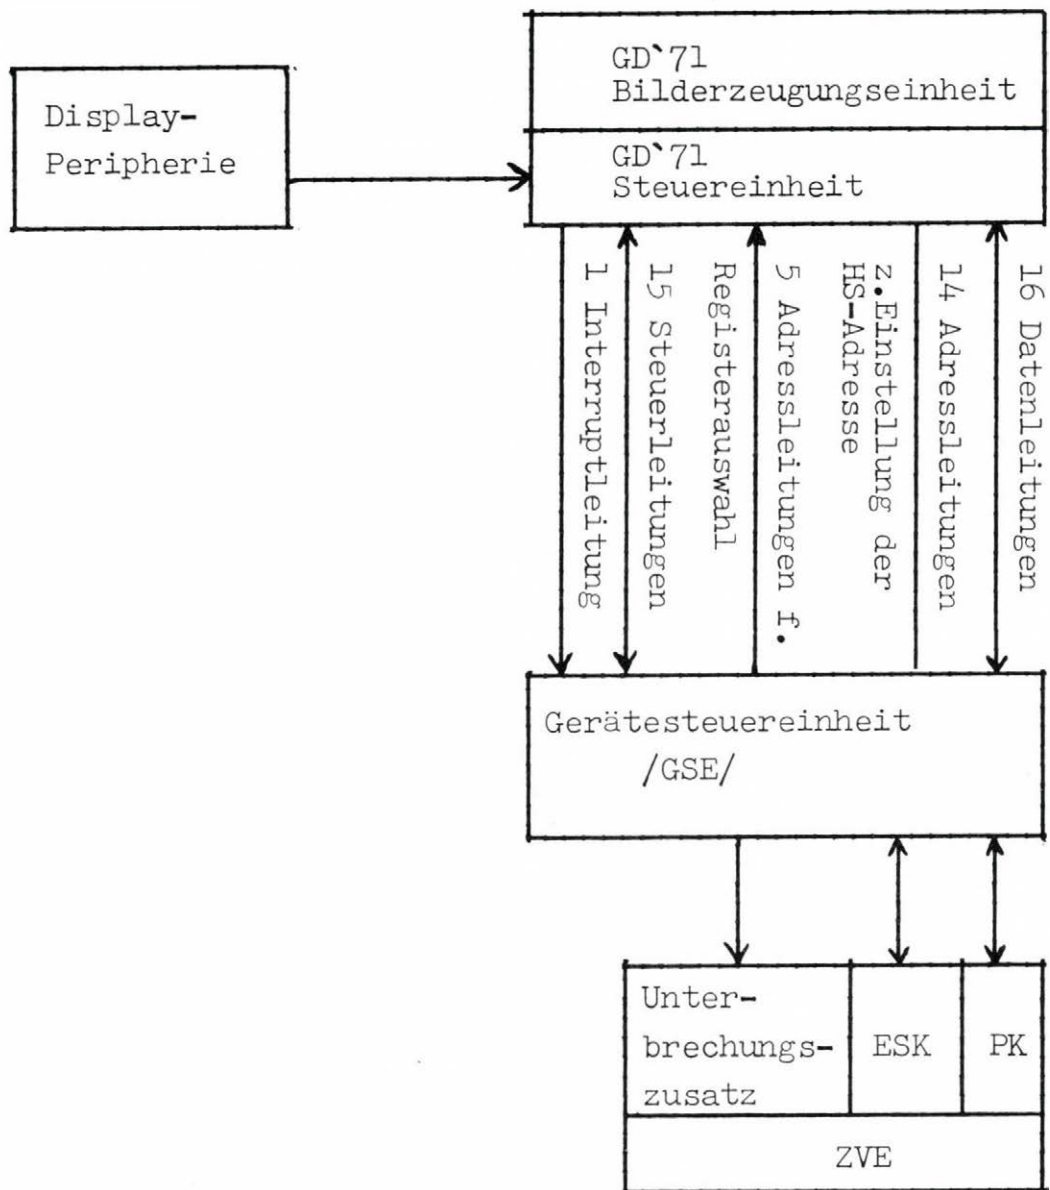 GD`71
Bilderzeugungseinheit
Display-
Peripherie
GD`71
Steuereinheit
1 Interruptleitung
15 Steuerleitungen
5 Adressleitungen f.
Registerauswahl
14 Adressleitungen
z.Einstellung der
HS-Adresse
16 Datenleitungen
Gerätesteuereinheit
/GSE/
Unter-
brechungs-
zusatz
ESK
PK
ZVE